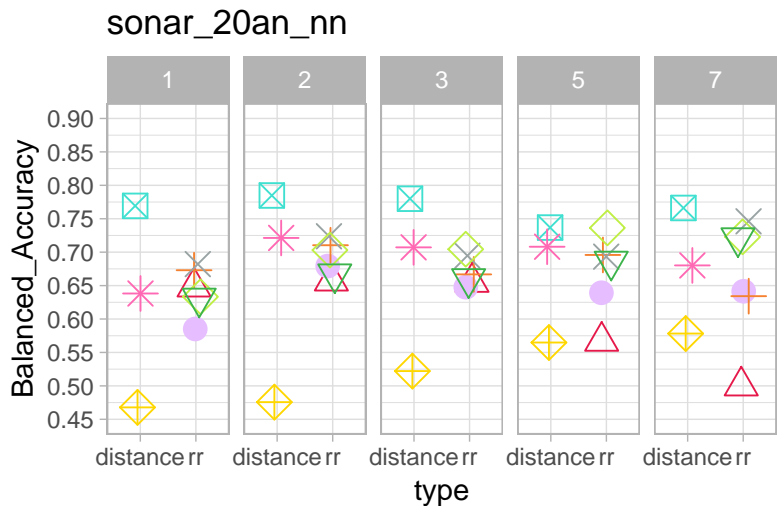 sonar_20an_nn
1 2 3 5 7
Balanced_Accuracy
0.90
0.85
0.80
0.75
0.70
0.65
0.60
0.55
0.50
0.45
distance rr distance rr distance rr distance rr distance rr
type